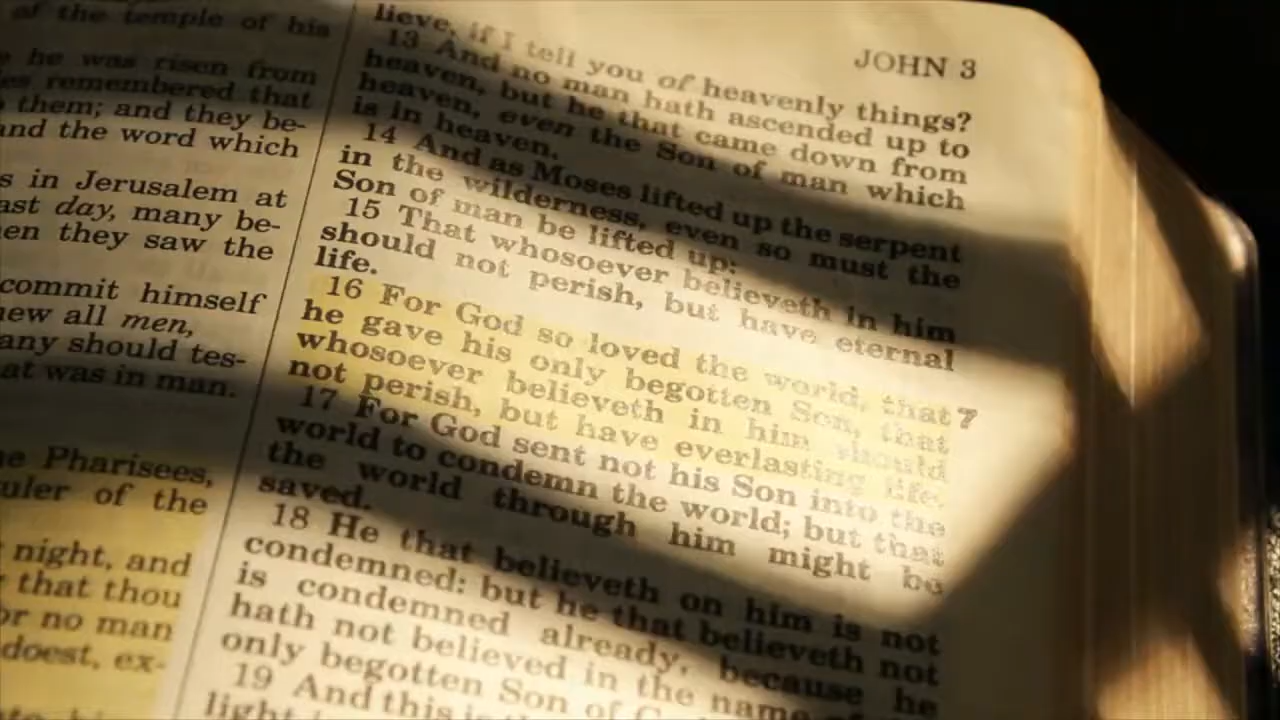 of the temple of his
he was risen from
remembered that
them; and they be-
and the word which
s in Jerusalem at
ast day, many be-
en they saw the
commit himself
new all men,
any should tes-
at was in man.
e Pharisees,
uler of the
night, and
that thou
or no man
doest, ex-
JOHN 3
lieve, if I tell you of heavenly things?
13 And no man hath ascended up to
heaven, but he that came down from
heaven, even the Son of man which
is in heaven.
14 And as Moses lifted up the serpent
in the wilderness, even so must the
Son of man be lifted up:
15 That whosoever believeth in him
should not perish, but have eternal
life.
16 For God so loved the world, that 7
he gave his only begotten Son, that
whosoever believeth in him should
not perish, but have everlasting life.
17 For God sent not his Son into the
world to condemn the world; but that
the world through him might be
saved.
18 He that believeth on him is not
condemned: but he that believeth not
is condemned already, because he
hath not believed in the name of
only begotten Son of
19 And this is
light